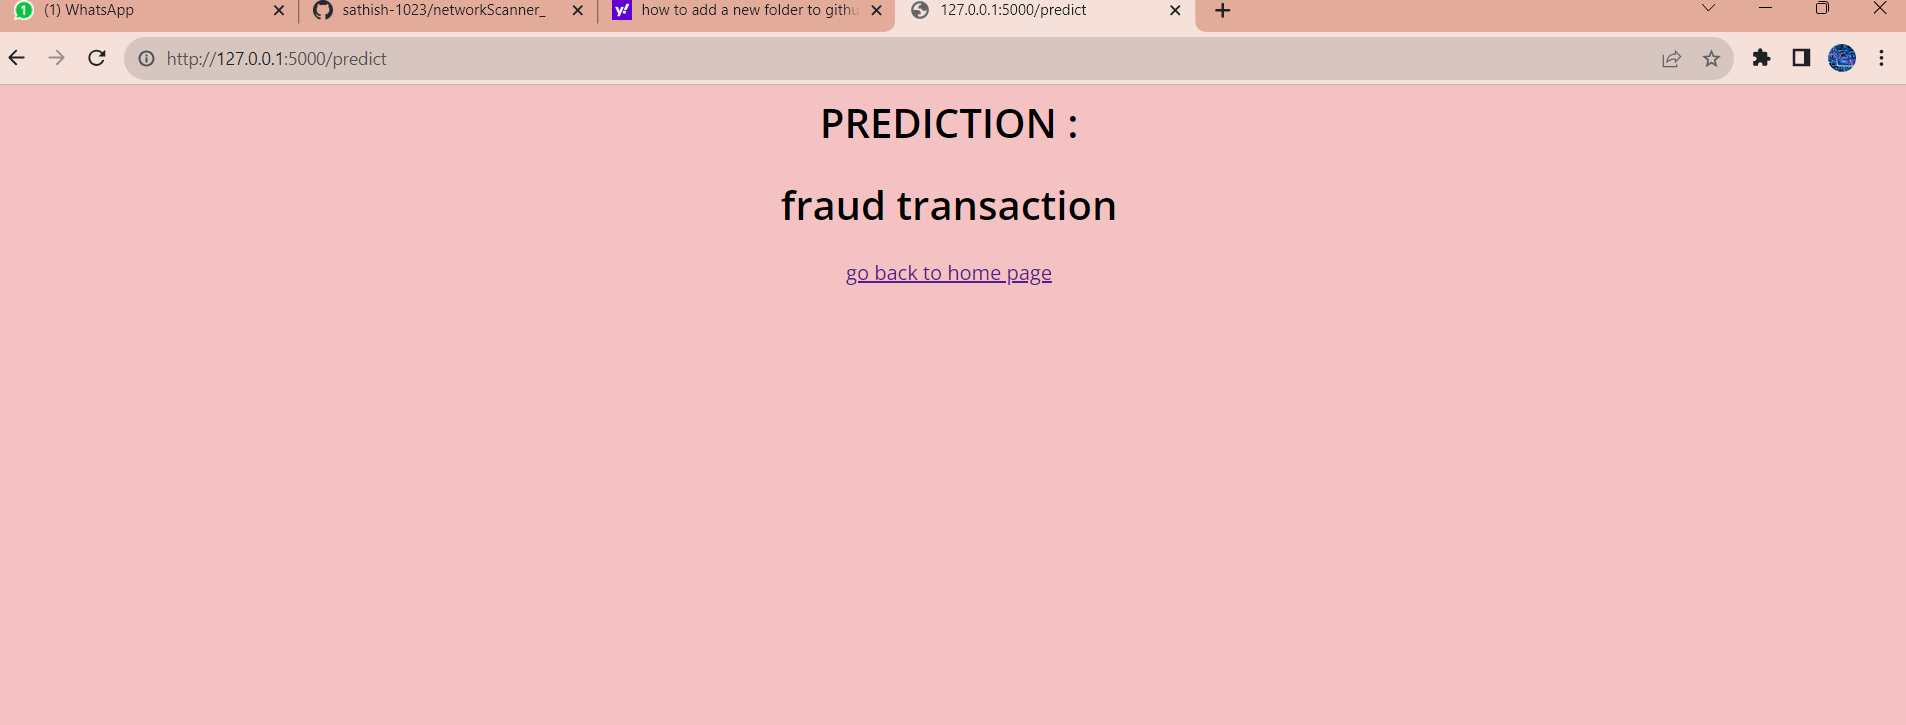 1 (1) WhatsApp
sathish-1023/networkScanner_
y! how to add a new folder to githu
127.0.0.1:5000/predict
http://127.0.0.1:5000/predict
PREDICTION :
fraud transaction
go back to home page